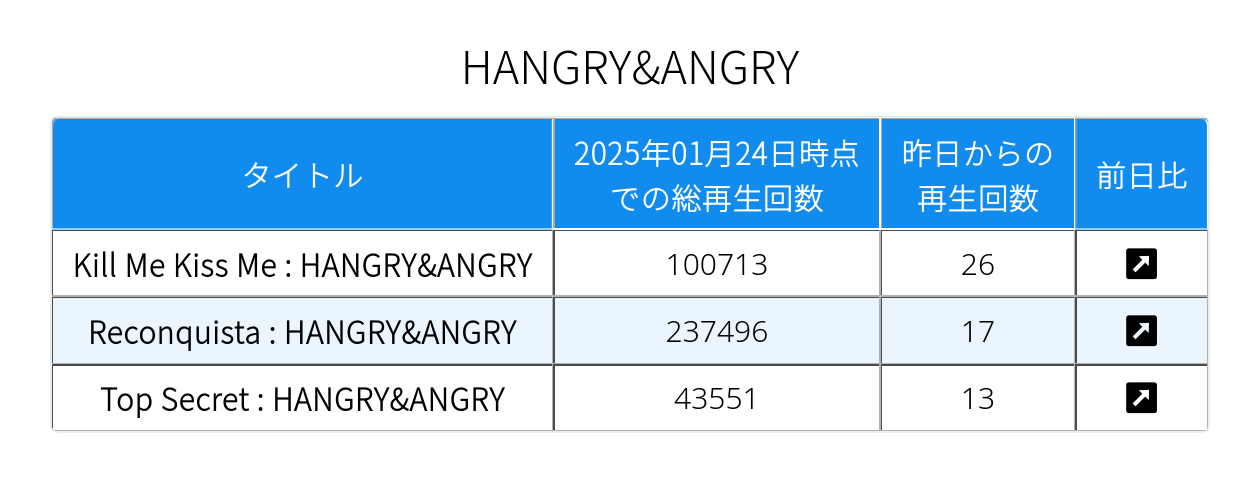 HANGRY&ANGRY
タイトル
2025年01月24日時点
での総再生回数
昨日からの
再生回数
前日比
Kill Me Kiss Me : HANGRY&ANGRY 100713 26 ↗
Reconquista : HANGRY&ANGRY 237496 17 ↗
Top Secret : HANGRY&ANGRY 43551 13 ↗